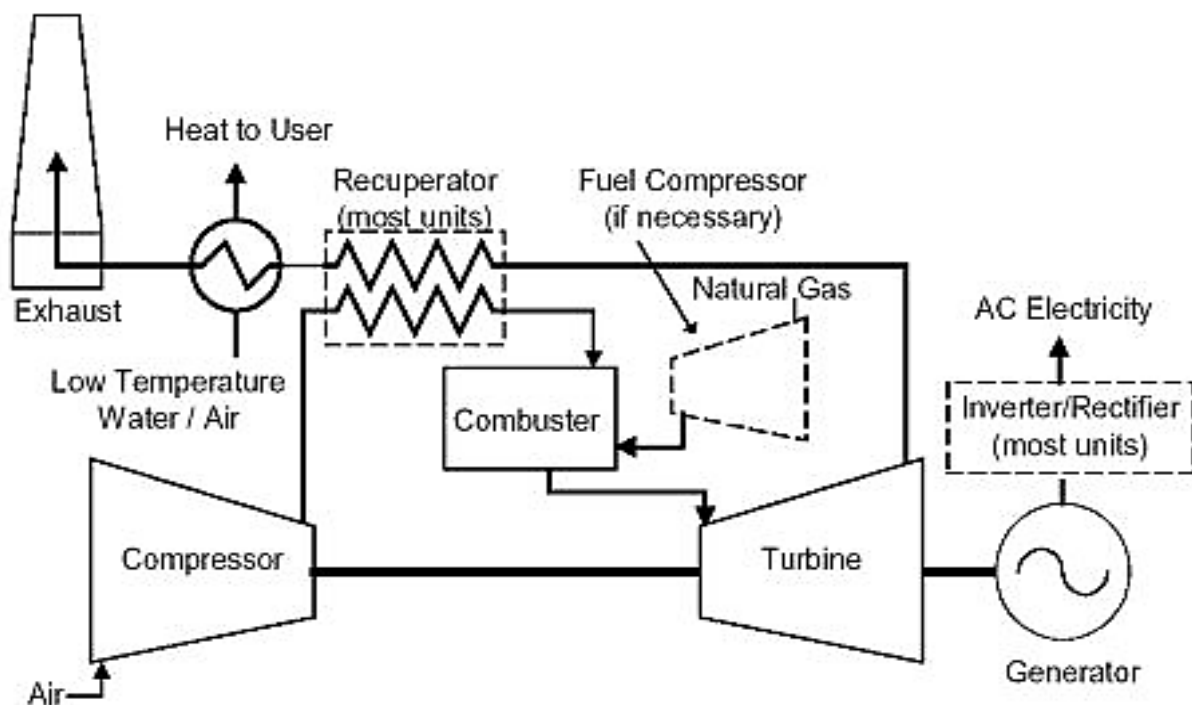 Heat to User
Recuperator
(most units)
Fuel Compressor
(if necessary)
Natural Gas
Exhaust
AC Electricity
Low Temperature
Water / Air
Combuster
Inverter/Rectifier
(most units)
Compressor
Turbine
Generator
Air